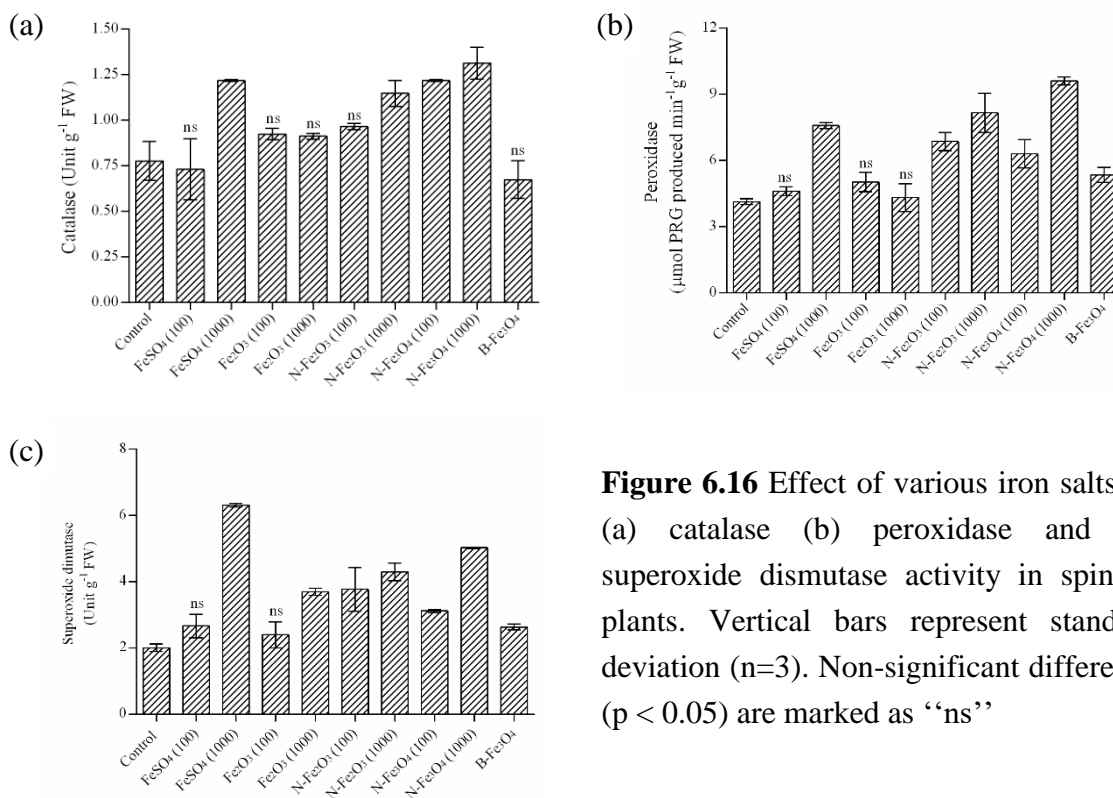 (a)
Catalase (Unit g⁻¹ FW)
1.50
1.25
1.00
0.75
0.50
0.25
0.00
ns
ns
ns
ns
ns
Control
FeSO₄ (100)
FeSO₄ (1000)
Fe₂O₃ (100)
Fe₂O₃ (1000)
N-Fe₂O₃ (100)
N-Fe₂O₃ (1000)
N-Fe₃O₄ (100)
N-Fe₃O₄ (1000)
B-Fe₃O₄
(b)
Peroxidase
(μmol PRG produced min⁻¹g⁻¹ FW)
12
9
6
3
0
ns
ns
ns
Control
FeSO₄ (100)
FeSO₄ (1000)
Fe₂O₃ (100)
Fe₂O₃ (1000)
N-Fe₂O₃ (100)
N-Fe₂O₃ (1000)
N-Fe₃O₄ (100)
N-Fe₃O₄ (1000)
B-Fe₃O₄
(c)
Superoxide dimutase
(Unit g⁻¹ FW)
8
6
4
2
0
ns
ns
Control
FeSO₄ (100)
FeSO₄ (1000)
Fe₂O₃ (100)
Fe₂O₃ (1000)
N-Fe₂O₃ (100)
N-Fe₂O₃ (1000)
N-Fe₃O₄ (100)
N-Fe₃O₄ (1000)
B-Fe₃O₄
Figure 6.16 Effect of various iron salts
(a) catalase (b) peroxidase and
superoxide dismutase activity in spin
plants. Vertical bars represent stand
deviation (n=3). Non-significant differe
(p < 0.05) are marked as ‘‘ns’’